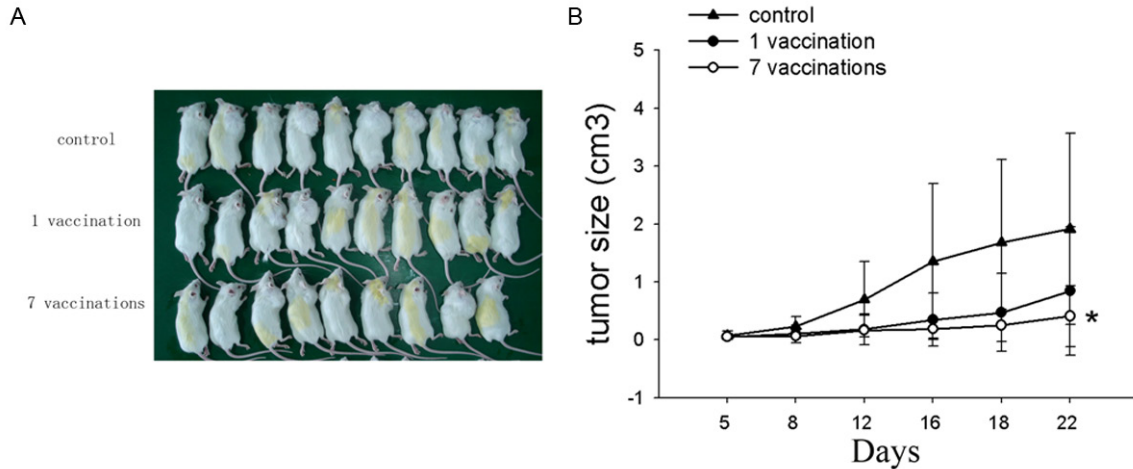 A
control
1 vaccination
7 vaccinations
B
control
1 vaccination
7 vaccinations
5
4
3
2
1
0
-1
tumor size (cm3)
*
5 8 12 16 18 22
Days